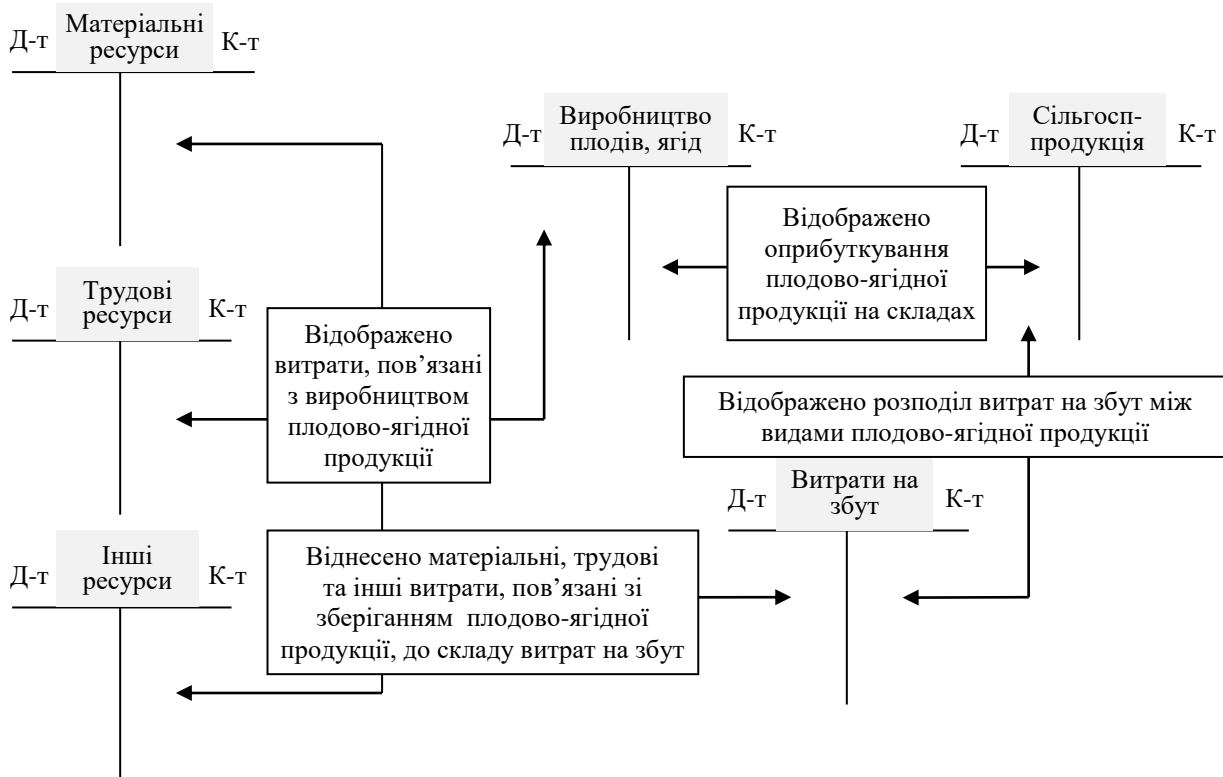 Д-т Матеріальні ресурси К-т
Д-т Виробництво плодів, ягід К-т
Д-т Сільгосп-
продукція К-т
Відображено
оприбуткування
плодово-ягідної
продукції на складах
Д-т Трудові ресурси К-т
Відображено
витрати, пов’язані
з виробництвом
плодово-ягідної
продукції
Відображено розподіл витрат на збут між
видами плодово-ягідної продукції
Д-т Витрати на збут К-т
Д-т Інші ресурси К-т
Віднесено матеріальні, трудові
та інші витрати, пов’язані зі
зберіганням плодово-ягідної
продукції, до складу витрат на збут